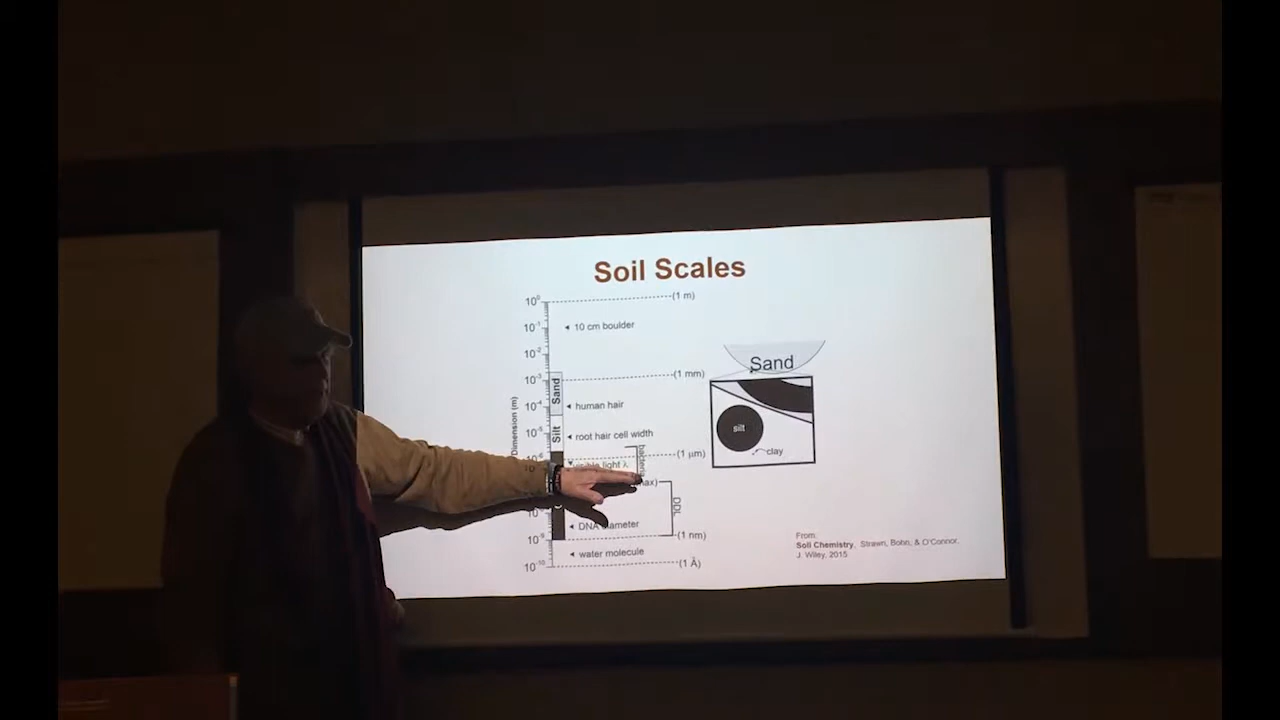 Soil Scales
10⁰
(1 m)
10⁻¹
10 cm boulder
10⁻²
Sand
10⁻³
(1 mm)
Sand
10⁻⁴
human hair
silt
10⁻⁵
Silt
root hair cell width
clay
Dimension (m)
(1 μm)
light λ
DDL
DNA
10⁻⁹
(1 nm)
water molecule
10⁻¹⁰
(1 Å)
From:
Soil Chemistry, Strawn, Bohn, & O'Connor,
J. Wiley, 2015